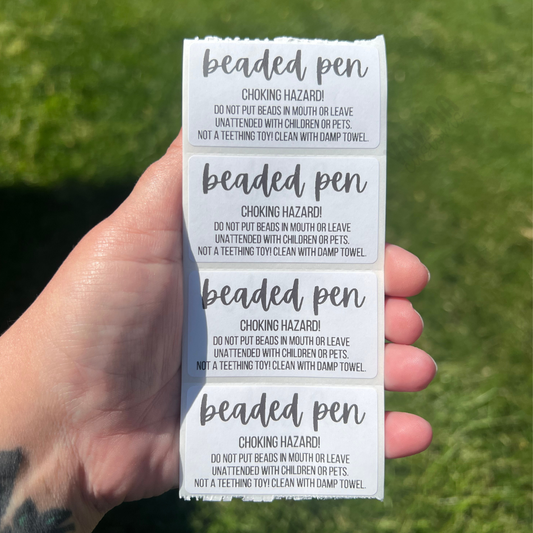 beaded pen
CHOKING HAZARD!
DO NOT PUT BEADS IN MOUTH OR LEAVE
UNATTENDED WITH CHILDREN OR PETS.
NOT A TEETHING TOY! CLEAN WITH DAMP TOWEL.
beaded pen
CHOKING HAZARD!
DO NOT PUT BEADS IN MOUTH OR LEAVE
UNATTENDED WITH CHILDREN OR PETS.
NOT A TEETHING TOY! CLEAN WITH DAMP TOWEL.
beaded pen
CHOKING HAZARD!
DO NOT PUT BEADS IN MOUTH OR LEAVE
UNATTENDED WITH CHILDREN OR PETS.
NOT A TEETHING TOY! CLEAN WITH DAMP TOWEL.
beaded pen
CHOKING HAZARD!
DO NOT PUT BEADS IN MOUTH OR LEAVE
UNATTENDED WITH CHILDREN OR PETS.
NOT A TEETHING TOY! CLEAN WITH DAMP TOWEL.